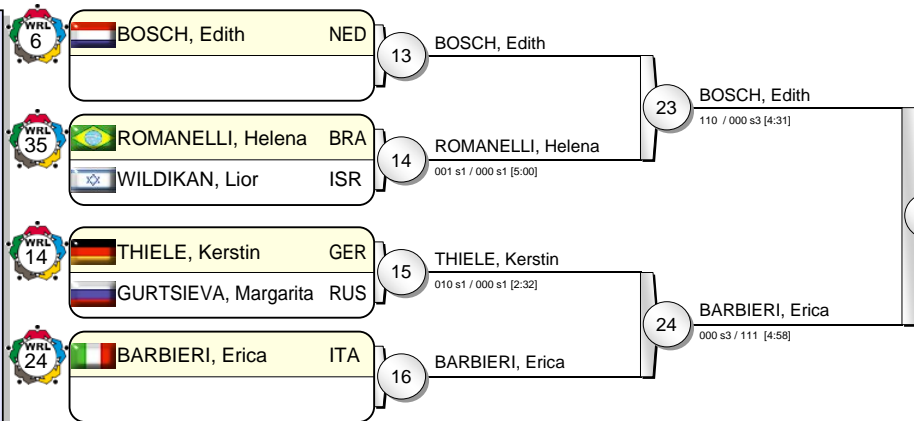 WRL 6 BOSCH, Edith NED
13 BOSCH, Edith
WRL 35 ROMANELLI, Helena BRA
WILDIKAN, Lior ISR
14 ROMANELLI, Helena
001 s1 / 000 s1 [5:00]
23 BOSCH, Edith
110 / 000 s3 [4:31]
WRL 14 THIELE, Kerstin GER
GURTSIEVA, Margarita RUS
15 THIELE, Kerstin
010 s1 / 000 s1 [2:32]
WRL 24 BARBIERI, Erica ITA
16 BARBIERI, Erica
24 BARBIERI, Erica
000 s3 / 111 [4:58]